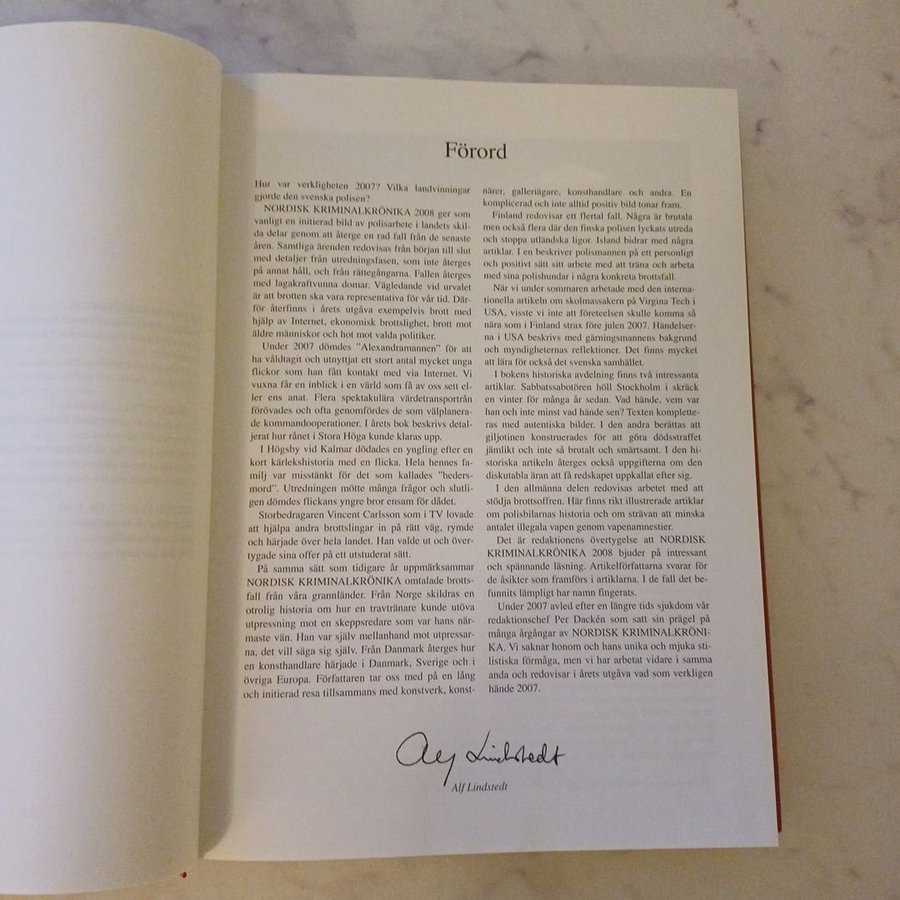 Förord
Hur var verkligheten 2007? Vilka landvinningar
gjorde den svenska polisen?
NORDISK KRIMINALKRÖNIKA 2008 ger som
vanligt en initierad bild av polisarbete i landets skil-
da delar genom att återge en rad fall från de senaste
åren. Samtliga ärenden redovisas från början till slut
med detaljer från utredningsfasen, som inte återges
på annat håll, och från rättegångarna. Fallen återges
med lagakraftvunna domar. Vägledande vid urvalet
är att brotten ska vara representativa för vår tid. Där-
för återfinns i årets utgåva exempelvis brott med
hjälp av Internet, ekonomisk brottslighet, brott mot
äldre människor och hot mot valda politiker.
Under 2007 dömdes ”Alexandramannen” för att
ha våldtagit och utnyttjat ett stort antal mycket unga
flickor som han fått kontakt med via Internet. Vi
vuxna får en inblick i en värld som få av oss sett el-
ler ens anat. Flera spektakulära värdetransportrån
förövades och ofta genomfördes de som välplanera-
de kommandooperationer. I årets bok beskrivs detal-
jerat hur rånet i Stora Höga kunde klaras upp.
I Högsby vid Kalmar dödades en yngling efter en
kort kärlekshistoria med en flicka. Hela hennes fa-
milj var misstänkt för det som kallades ”heders-
mord”. Utredningen mötte många frågor och slutli-
gen dömdes flickans yngre bror ensam för dådet.
Storbedragaren Vincent Carlsson som i TV lovade
att hjälpa andra brottslingar in på rätt väg, rymde
och härjade över hela landet. Han valde ut och över-
tygade sina offer på ett utstuderat sätt.
På samma sätt som tidigare år uppmärksammar
NORDISK KRIMINALKRÖNIKA omtalade brotts-
fall från våra grannländer. Från Norge skildras en
otrolig historia om hur en travtränare kunde utöva
utpressning mot en skeppsredare som var hans när-
maste vän. Han var själv mellanhand mot utpressar-
na, det vill säga sig själv. Från Danmark återges hur
en konsthandlare härjade i Danmark, Sverige och i
övriga Europa. Författaren tar oss med på en lång
och initierad resa tillsammans med konstverk, konst-
närer, galleriägare, konsthandlare och andra. En
komplicerad och inte alltid positiv bild tonar fram.
Finland redovisar ett flertal fall. Några är brutala
men också flera där den finska polisen lyckats utreda
och stoppa utländska ligor. Island bidrar med några
artiklar. I en beskriver polismannen på ett personligt
och positivt sätt sitt arbete med att träna och arbeta
med sina polishundar i några konkreta brottsfall.
När vi under sommaren arbetade med den interna-
tionella artikeln om skolmassakern på Virgina Tech i
USA, visste vi inte att företeelsen skulle komma så
nära som i Finland strax före julen 2007. Händelser-
na i USA beskrivs med gärningsmannens bakgrund
och myndigheternas reflektioner. Det finns mycket
att lära för också det svenska samhället.
I bokens historiska avdelning finns två intressanta
artiklar. Sabbatssabotören höll Stockholm i skräck
en vinter för många år sedan. Vad hände, vem var
han och inte minst vad hände sen? Texten komplette-
ras med autentiska bilder. I den andra berättas att
giljotinen konstruerades för att göra dödsstraffet
jämlikt och inte så brutalt och smärtsamt. I den hi-
storiska artikeln återges också uppgifterna om den
diskutabla äran att få redskapet uppkallat efter sig.
I den allmänna delen redovisas arbetet med att
stödja brottsoffren. Här finns rikt illustrerade artiklar
om polisbilarnas historia och om strävan att minska
antalet illegala vapen genom vapenamnestier.
Det är redaktionens övertygelse att NORDISK
KRIMINALKRÖNIKA 2008 bjuder på intressant
och spännande läsning. Artikelförfattarna svarar för
de åsikter som framförs i artiklarna. I de fall det be-
funnits lämpligt har namn fingerats.
Under 2007 avled efter en längre tids sjukdom vår
redaktionschef Per Dackén som satt sin prägel på
många årgångar av NORDISK KRIMINALKRÖNI-
KA. Vi saknar honom och hans unika och mjuka sti-
listiska förmåga, men vi har arbetat vidare i samma
anda och redovisar i årets utgåva vad som verkligen
hände 2007.
Alf Lindstedt
Alf Lindstedt